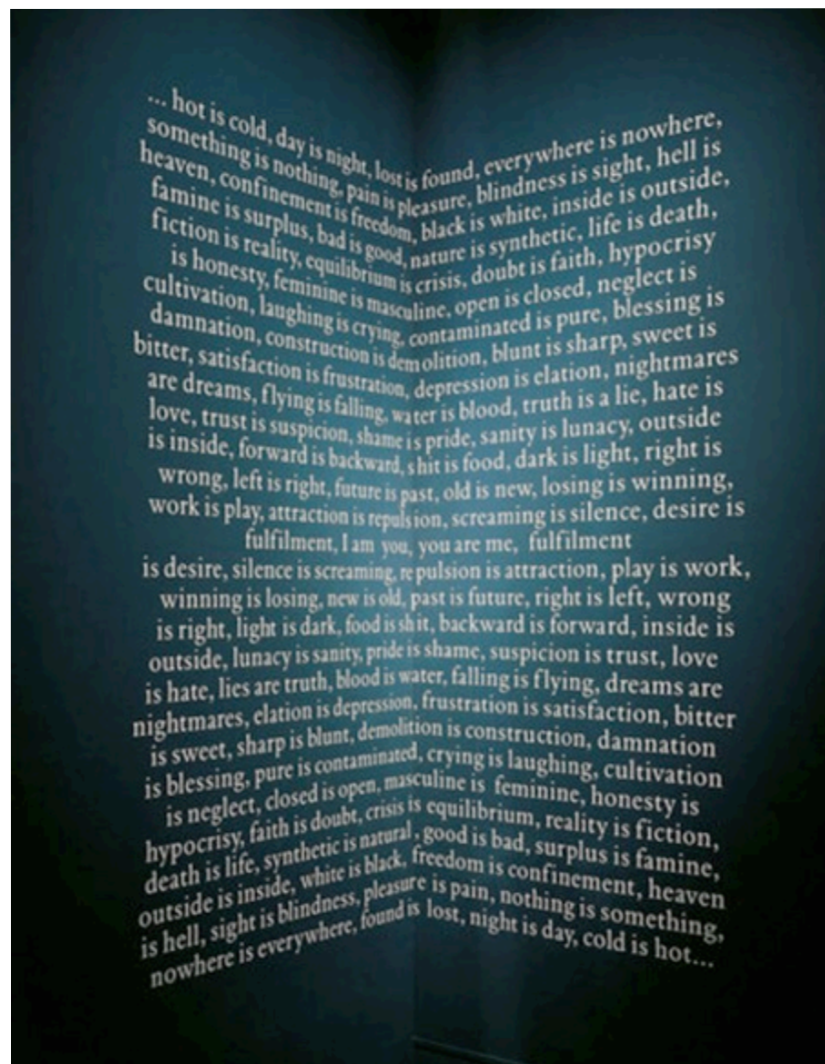 ... hot is cold, day is night, lost is found, everywhere is nowhere,
something is nothing, pain is pleasure, blindness is sight, hell is
heaven, confinement is freedom, black is white, inside is outside,
famine is surplus, bad is good, nature is synthetic, life is death,
fiction is reality, equilibrium is crisis, doubt is faith, hypocrisy
is honesty, feminine is masculine, open is closed, neglect is
cultivation, laughing is crying, contaminated is pure, blessing is
damnation, construction is demolition, blunt is sharp, sweet is
bitter, satisfaction is frustration, depression is elation, nightmares
are dreams, flying is falling, water is blood, truth is a lie, hate is
love, trust is suspicion, shame is pride, sanity is lunacy, outside
is inside, forward is backward, shit is food, dark is light, right is
wrong, left is right, future is past, old is new, losing is winning,
work is play, attraction is repulsion, screaming is silence, desire is
fulfilment, I am you, you are me, fulfilment
is desire, silence is screaming, repulsion is attraction, play is work,
winning is losing, new is old, past is future, right is left, wrong
is right, light is dark, food is shit, backward is forward, inside is
outside, lunacy is sanity, pride is shame, suspicion is trust, love
is hate, lies are truth, blood is water, falling is flying, dreams are
nightmares, elation is depression, frustration is satisfaction, bitter
is sweet, sharp is blunt, demolition is construction, damnation
is blessing, pure is contaminated, crying is laughing, cultivation
is neglect, closed is open, masculine is feminine, honesty is
hypocrisy, faith is doubt, crisis is equilibrium, reality is fiction,
death is life, synthetic is natural, good is bad, surplus is famine,
outside is inside, white is black, freedom is confinement, heaven
is hell, sight is blindness, pleasure is pain, nothing is something,
nowhere is everywhere, found is lost, night is day, cold is hot...